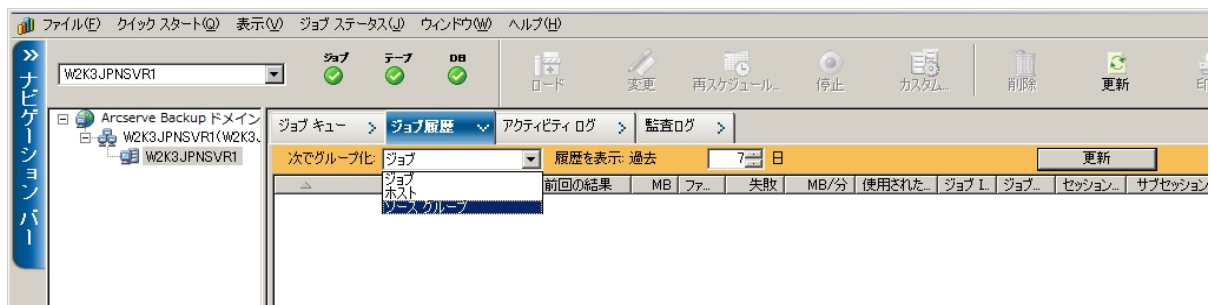 ファイル(F) クイック スタート(Q) 表示(V) ジョブ ステータス(J) ウィンドウ(W) ヘルプ(H)
ナビゲーション バー
W2K3JPNSVR1
ジョブ テープ DB
ロード 変更 再スケジュール... 停止 カスタム... 削除 更新
Arcserve Backup ドメイン
W2K3JPNSVR1(W2K3J
W2K3JPNSVR1
ジョブ キュー ジョブ履歴 アクティビティ ログ 監査ログ
次でグループ化: ジョブ 履歴を表示: 過去 7 日 更新
ジョブ
ホスト
ソース グループ
前回の結果 MB ファ... 失敗 MB/分 使用された... ジョブ I... ジョブ... セッション... サブセッション